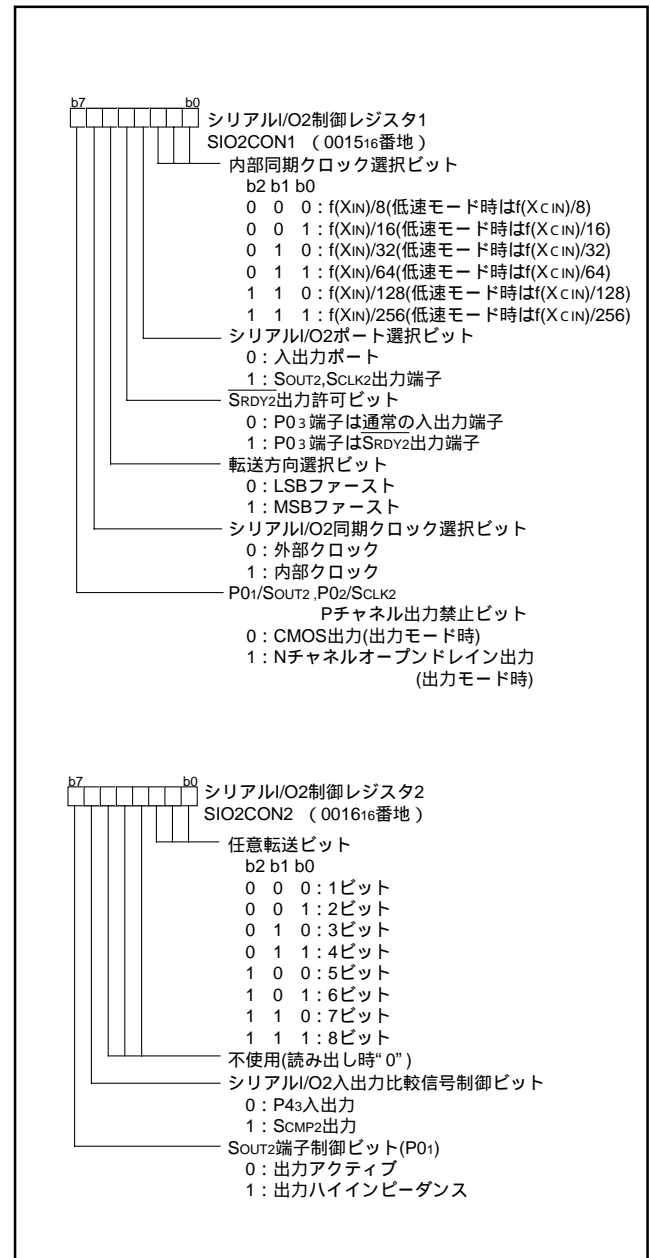 b7 b0
シリアルI/O2制御レジスタ1
SIO2CON1 （001516番地）
内部同期クロック選択ビット
b2 b1 b0
0 0 0：f(XIN)/8(低速モード時はf(XCIN)/8)
0 0 1：f(XIN)/16(低速モード時はf(XCIN)/16)
0 1 0：f(XIN)/32(低速モード時はf(XCIN)/32)
0 1 1：f(XIN)/64(低速モード時はf(XCIN)/64)
1 1 0：f(XIN)/128(低速モード時はf(XCIN)/128)
1 1 1：f(XIN)/256(低速モード時はf(XCIN)/256)
シリアルI/O2ポート選択ビット
0：入出力ポート
1：SOUT2,SCLK2出力端子
SRDY2出力許可ビット
0：P03端子は通常の入出力端子
1：P03端子はSRDY2出力端子
転送方向選択ビット
0：LSBファースト
1：MSBファースト
シリアルI/O2同期クロック選択ビット
0：外部クロック
1：内部クロック
P01/SOUT2 ,P02/SCLK2
Pチャネル出力禁止ビット
0：CMOS出力(出力モード時)
1：Nチャネルオープンドレイン出力
(出力モード時)
b7 b0
シリアルI/O2制御レジスタ2
SIO2CON2 （001616番地）
任意転送ビット
b2 b1 b0
0 0 0：1ビット
0 0 1：2ビット
0 1 0：3ビット
0 1 1：4ビット
1 0 0：5ビット
1 0 1：6ビット
1 1 0：7ビット
1 1 1：8ビット
不使用(読み出し時“0”)
シリアルI/O2入出力比較信号制御ビット
0：P43入出力
1：SCMP2出力
SOUT2端子制御ビット(P01)
0：出力アクティブ
1：出力ハイインピーダンス